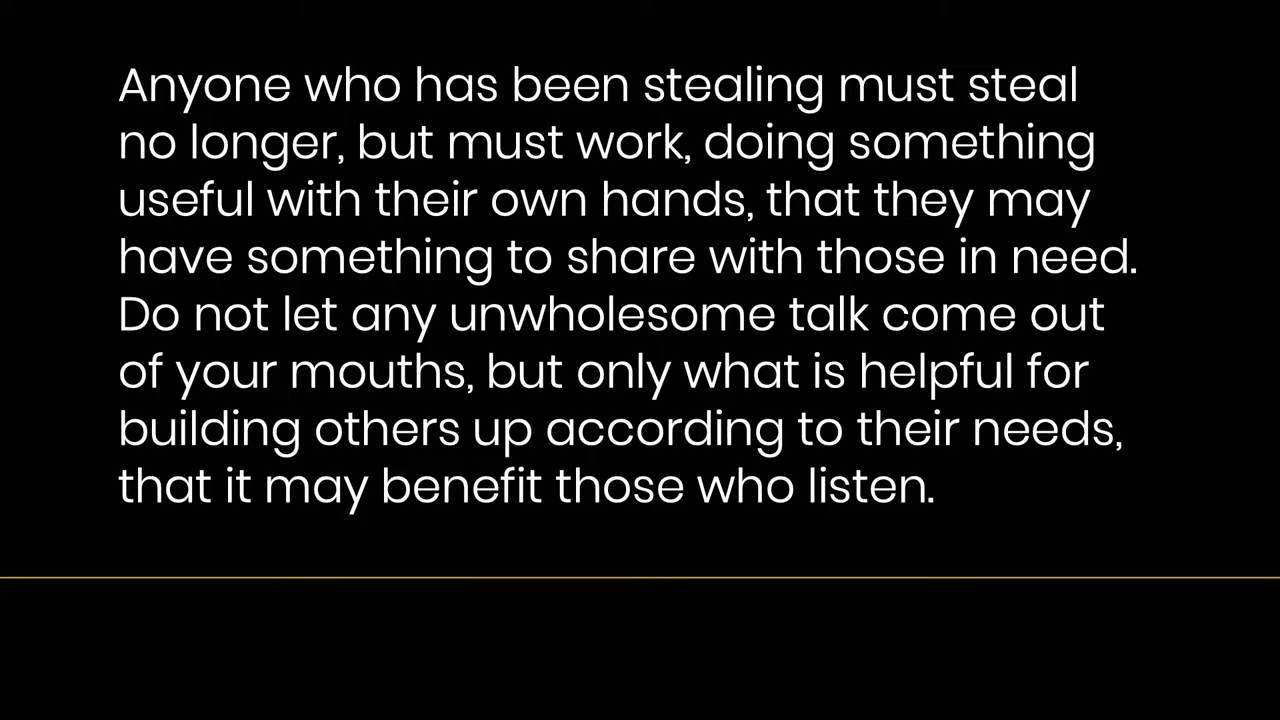 Anyone who has been stealing must steal
no longer, but must work, doing something
useful with their own hands, that they may
have something to share with those in need.
Do not let any unwholesome talk come out
of your mouths, but only what is helpful for
building others up according to their needs,
that it may benefit those who listen.